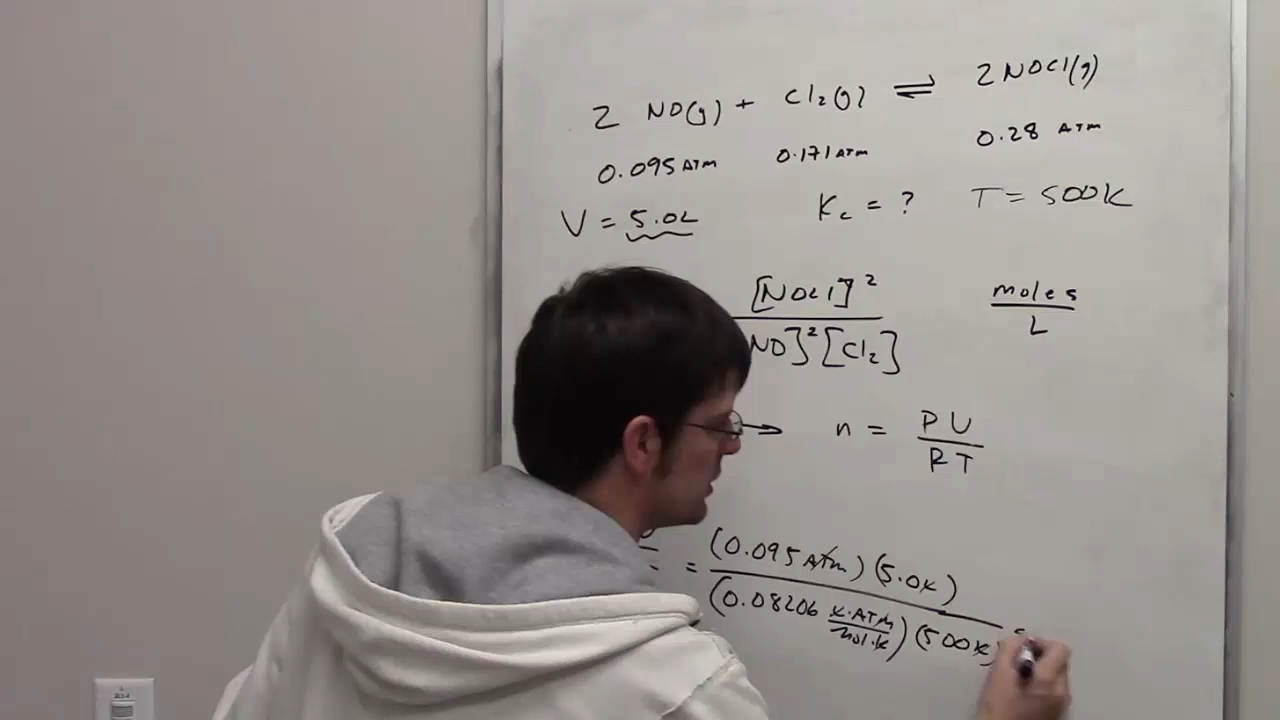 2 NO(g) + Cl₂(g) ⇌ 2 NOCl(g)
0.095 ATM 0.171 ATM 0.28 ATM
V = 5.0L Kc = ? T = 500K
[NOCl]² moles
NO]² [Cl₂] L
→ n = PV
RT
= (0.095 ATM) (5.0L)
(0.08206 L·ATM / mol·K) (500K)